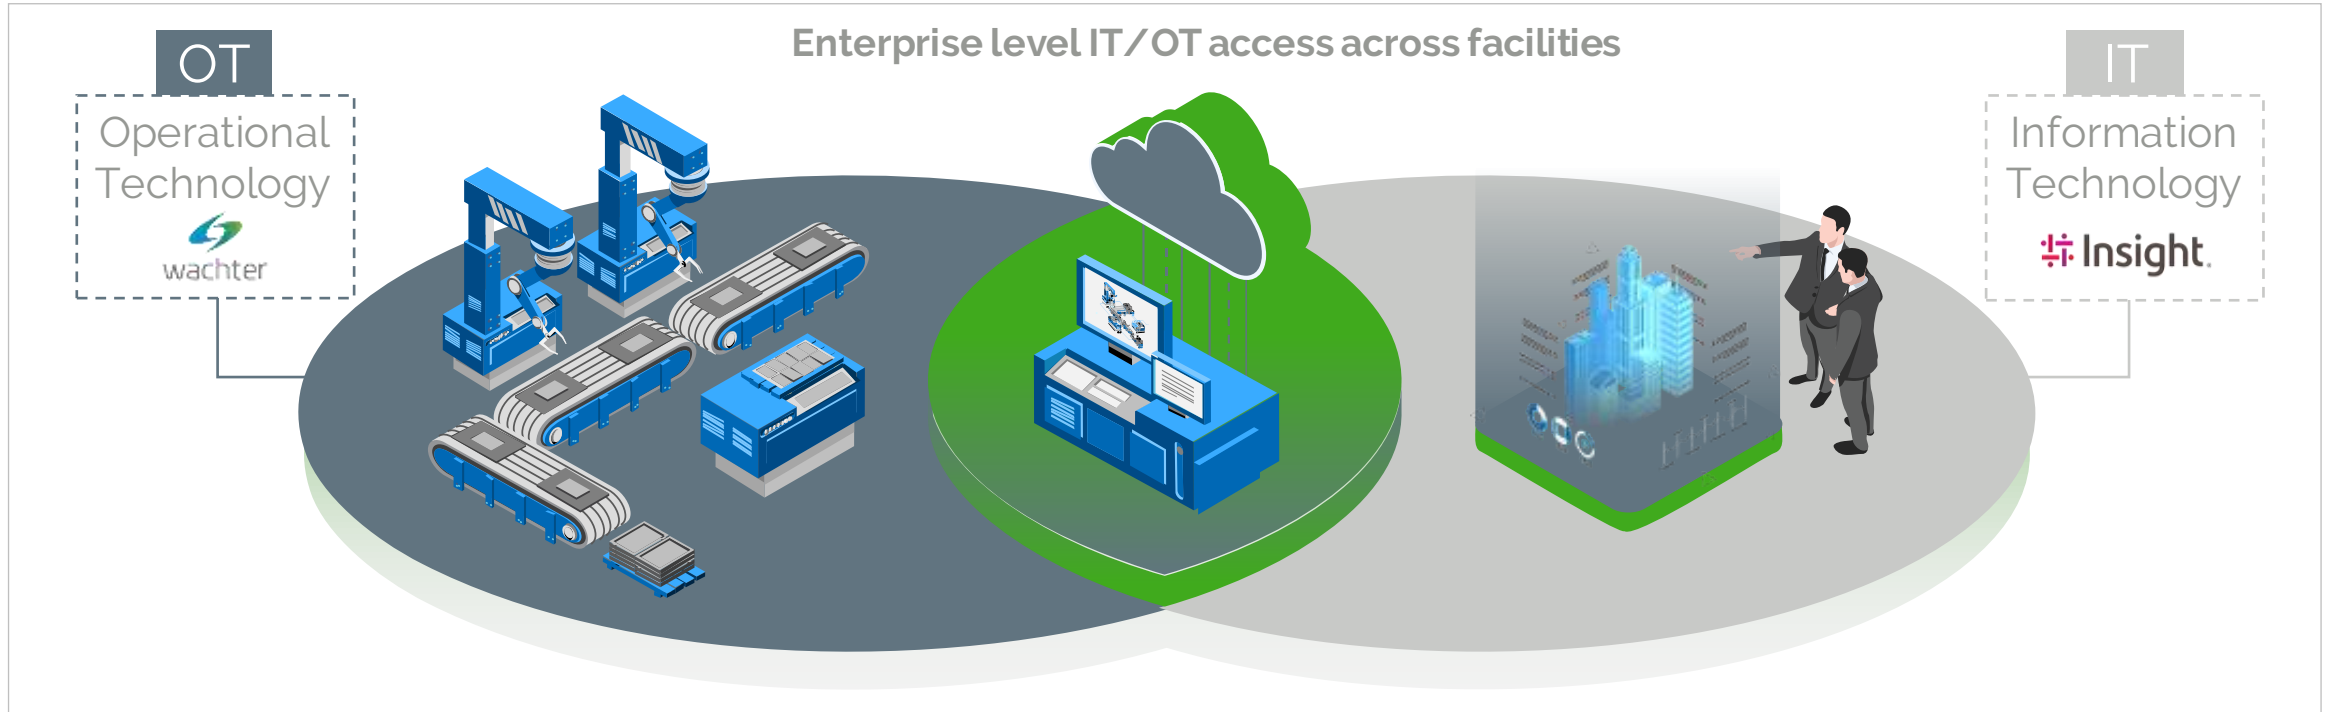 Enterprise level IT/OT access across facilities
OT
Operational
Technology
wachter
IT
Information
Technology
Insight.